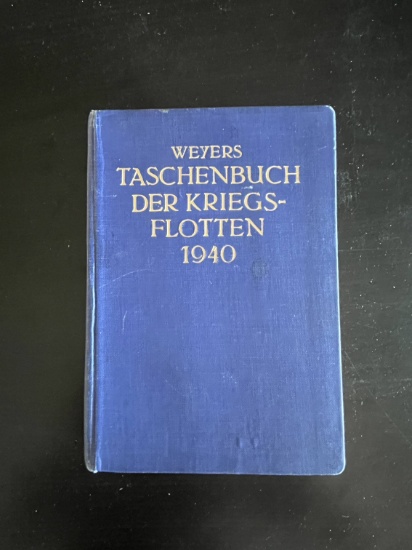 WEYERS
TASCHENBUCH
DER KRIEGS-
FLOTTEN
1940